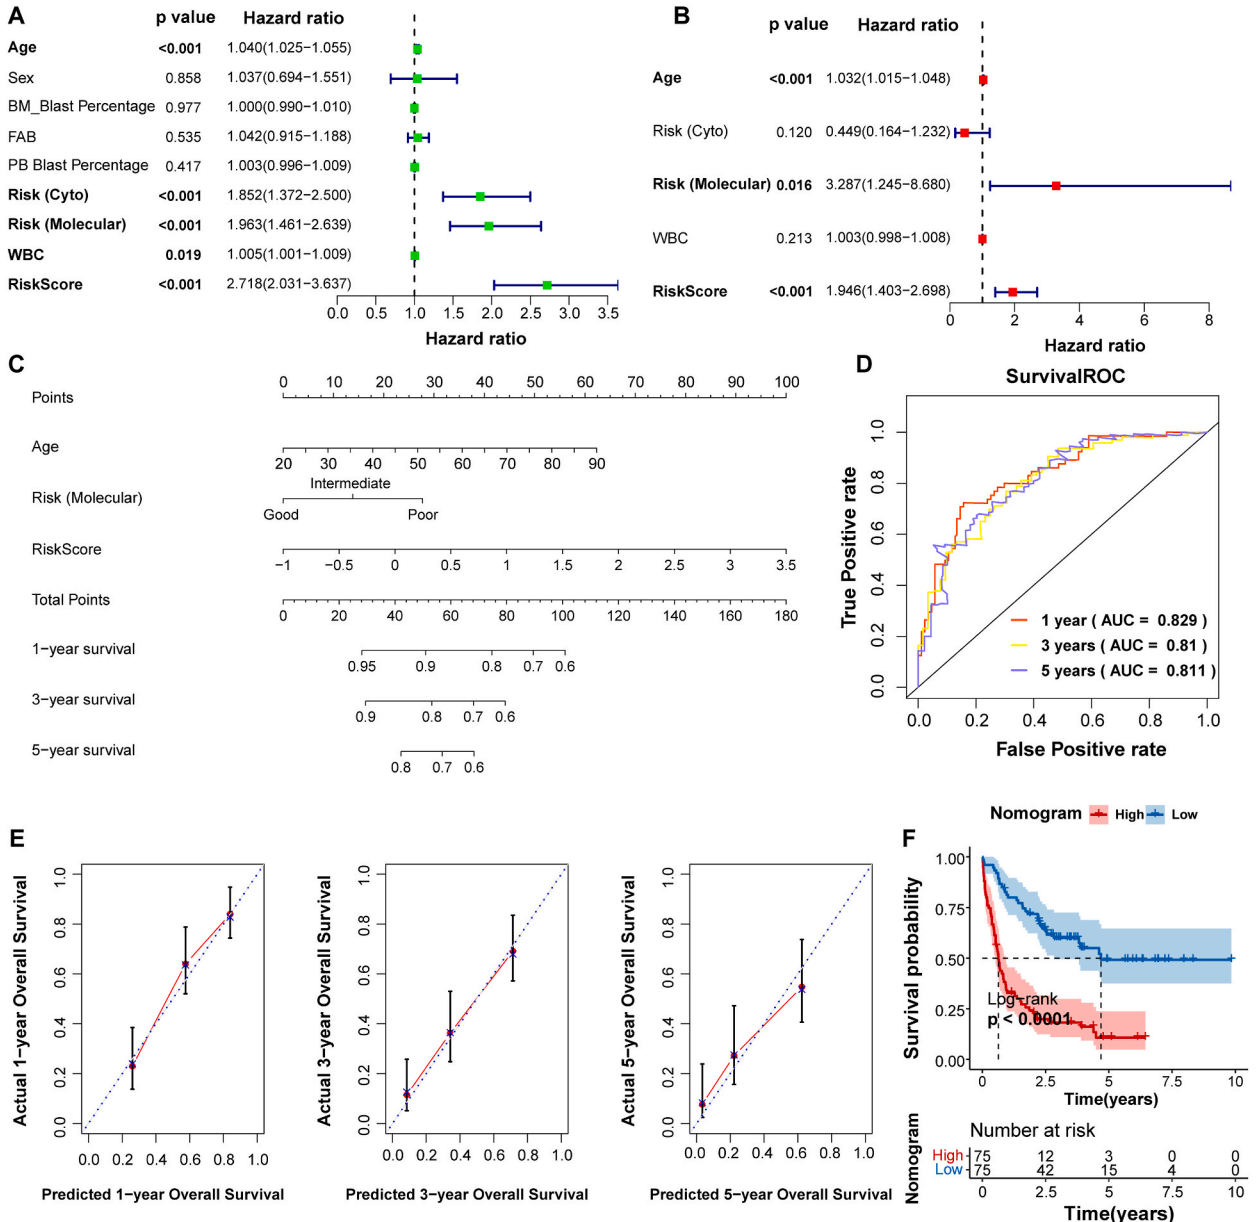 A
p value Hazard ratio
Age <0.001 1.040(1.025−1.055)
Sex 0.858 1.037(0.694−1.551)
BM_Blast Percentage 0.977 1.000(0.990−1.010)
FAB 0.535 1.042(0.915−1.188)
PB Blast Percentage 0.417 1.003(0.996−1.009)
Risk (Cyto) <0.001 1.852(1.372−2.500)
Risk (Molecular) <0.001 1.963(1.461−2.639)
WBC 0.019 1.005(1.001−1.009)
RiskScore <0.001 2.718(2.031−3.637)
0.0 0.5 1.0 1.5 2.0 2.5 3.0 3.5
Hazard ratio
B
p value Hazard ratio
Age <0.001 1.032(1.015−1.048)
Risk (Cyto) 0.120 0.449(0.164−1.232)
Risk (Molecular) 0.016 3.287(1.245−8.680)
WBC 0.213 1.003(0.998−1.008)
RiskScore <0.001 1.946(1.403−2.698)
0 2 4 6 8
Hazard ratio
C
Points 0 10 20 30 40 50 60 70 80 90 100
Age
20 25 30 35 40 45 50 55 60 65 70 75 80 85 90
Risk (Molecular)
Intermediate
Good Poor
RiskScore
−1 −0.5 0 0.5 1 1.5 2 2.5 3 3.5
Total Points
0 20 40 60 80 100 120 140 160 180
1−year survival
0.95 0.9 0.8 0.7 0.6
3−year survival
0.9 0.8 0.7 0.6
5−year survival
0.8 0.7 0.6
D
SurvivalROC
True Positive rate
0.0 0.2 0.4 0.6 0.8 1.0
1 year ( AUC = 0.829 )
3 years ( AUC = 0.81 )
5 years ( AUC = 0.811 )
0.0 0.2 0.4 0.6 0.8 1.0
False Positive rate
E
Actual 1−year Overall Survival
0.0 0.2 0.4 0.6 0.8 1.0
0.0 0.2 0.4 0.6 0.8 1.0
Predicted 1−year Overall Survival
Actual 3−year Overall Survival
0.0 0.2 0.4 0.6 0.8 1.0
0.0 0.2 0.4 0.6 0.8 1.0
Predicted 3−year Overall Survival
Actual 5−year Overall Survival
0.0 0.2 0.4 0.6 0.8 1.0
0.0 0.2 0.4 0.6 0.8 1.0
Predicted 5−year Overall Survival
F
Nomogram High Low
Survival probability
1.00
0.75
0.50
0.25
0.00
Log−rank
p < 0.0001
0 2.5 5 7.5 10
Time(years)
Number at risk
Nomogram
High 75 12 3 0 0
Low 75 42 15 4 0
0 2.5 5 7.5 10
Time(years)